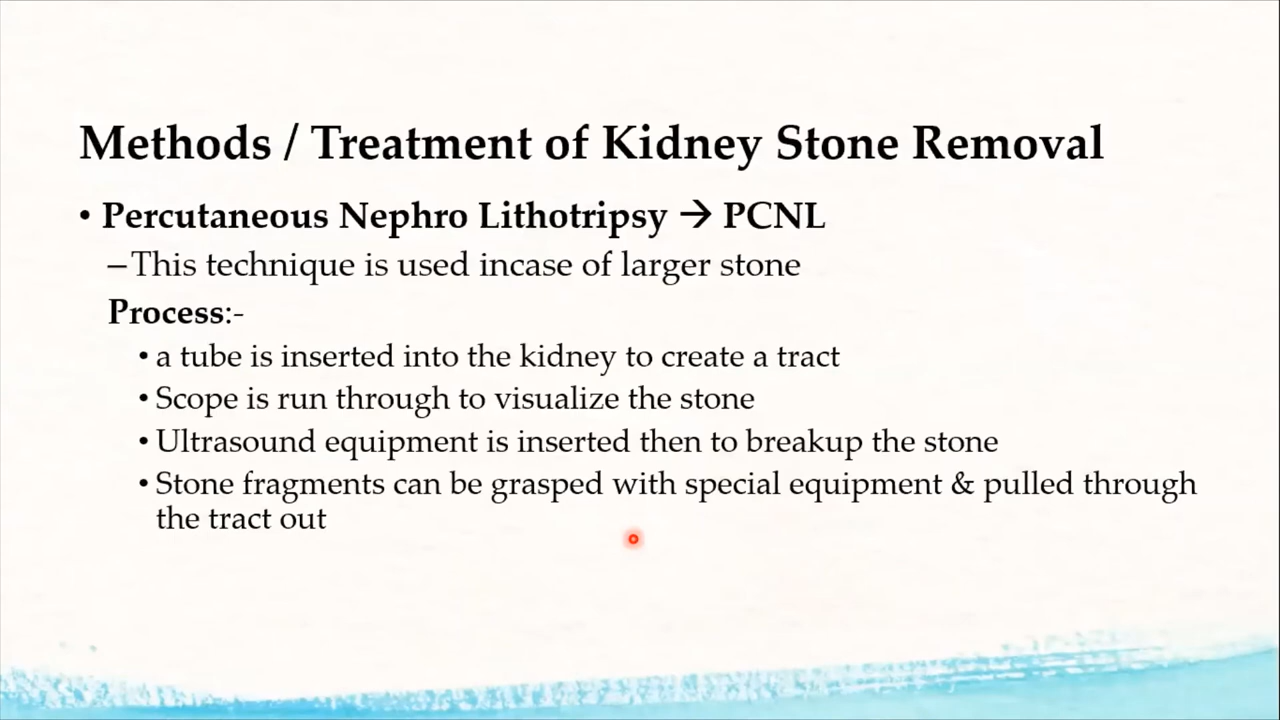 Methods / Treatment of Kidney Stone Removal
• Percutaneous Nephro Lithotripsy → PCNL
–This technique is used incase of larger stone
Process:-
• a tube is inserted into the kidney to create a tract
• Scope is run through to visualize the stone
• Ultrasound equipment is inserted then to breakup the stone
• Stone fragments can be grasped with special equipment & pulled through
the tract out